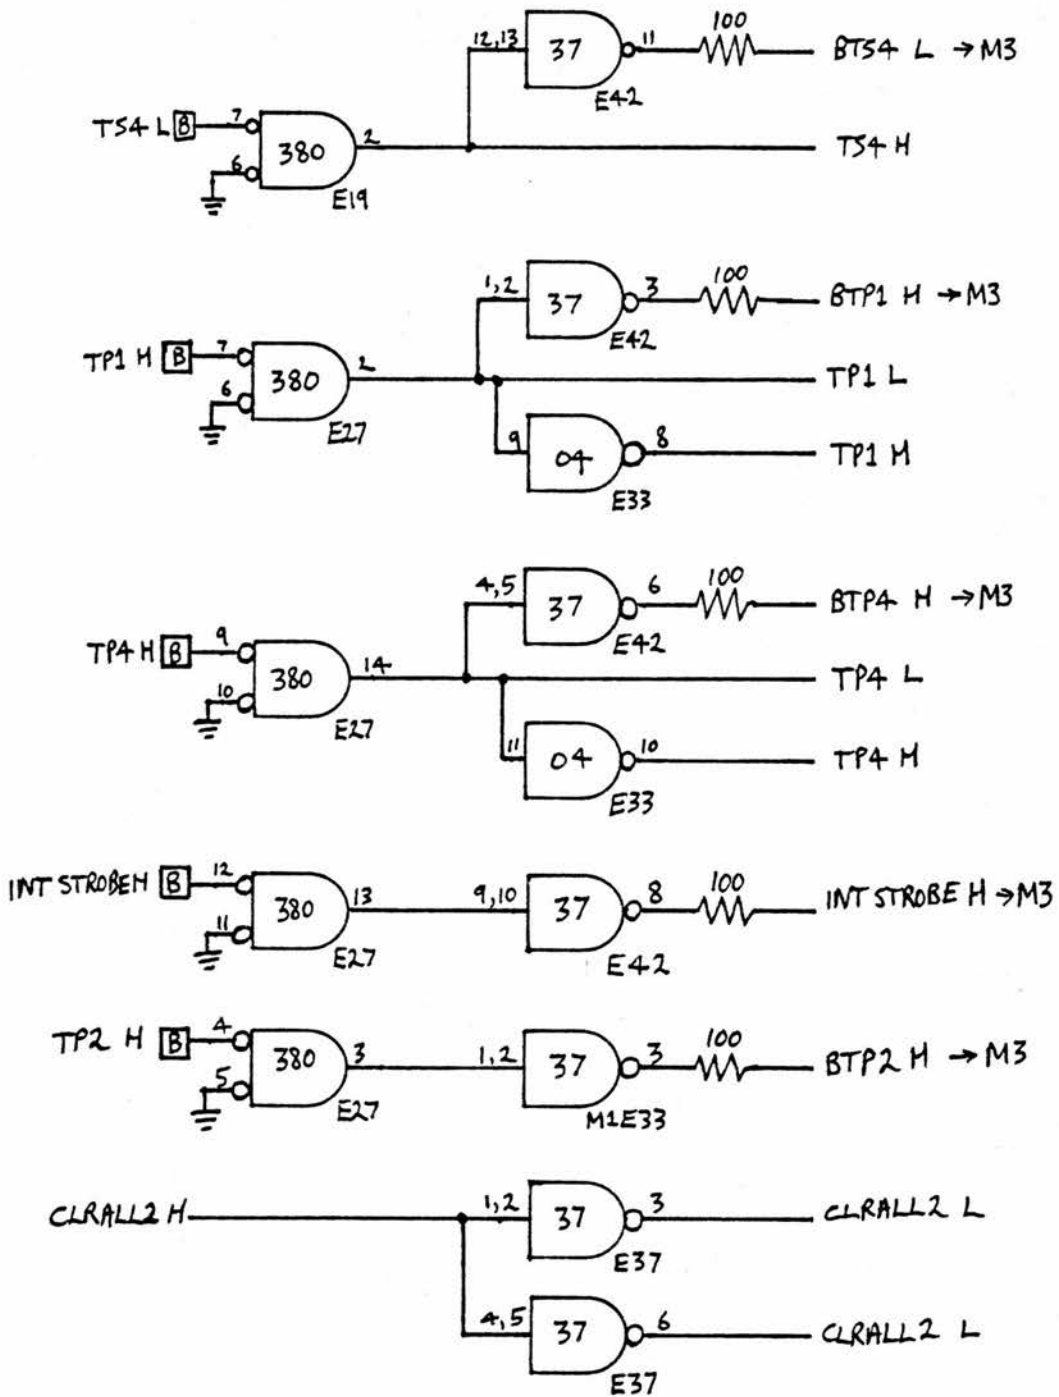 100
12,13 37 11 BTS4 L →M3
E42
TS4 L B 7 380 2 TS4 H
6
E19
100
1,2 37 3 BTP1 H →M3
E42
TP1 H B 7 380 2 TP1 L
6
E27
9 04 8 TP1 H
E33
100
4,5 37 6 BTP4 H →M3
E42
TP4 H B 9 380 14 TP4 L
10
E27
11 04 10 TP4 H
E33
100
INT STROBE H B 12 380 13 9,10 37 8 INT STROBE H →M3
11
E27 E42
100
TP2 H B 4 380 3 1,2 37 3 BTP2 H →M3
5
E27 M1E33
CLRALL2 H 1,2 37 3 CLRALL2 L
E37
4,5 37 6 CLRALL2 L
E37